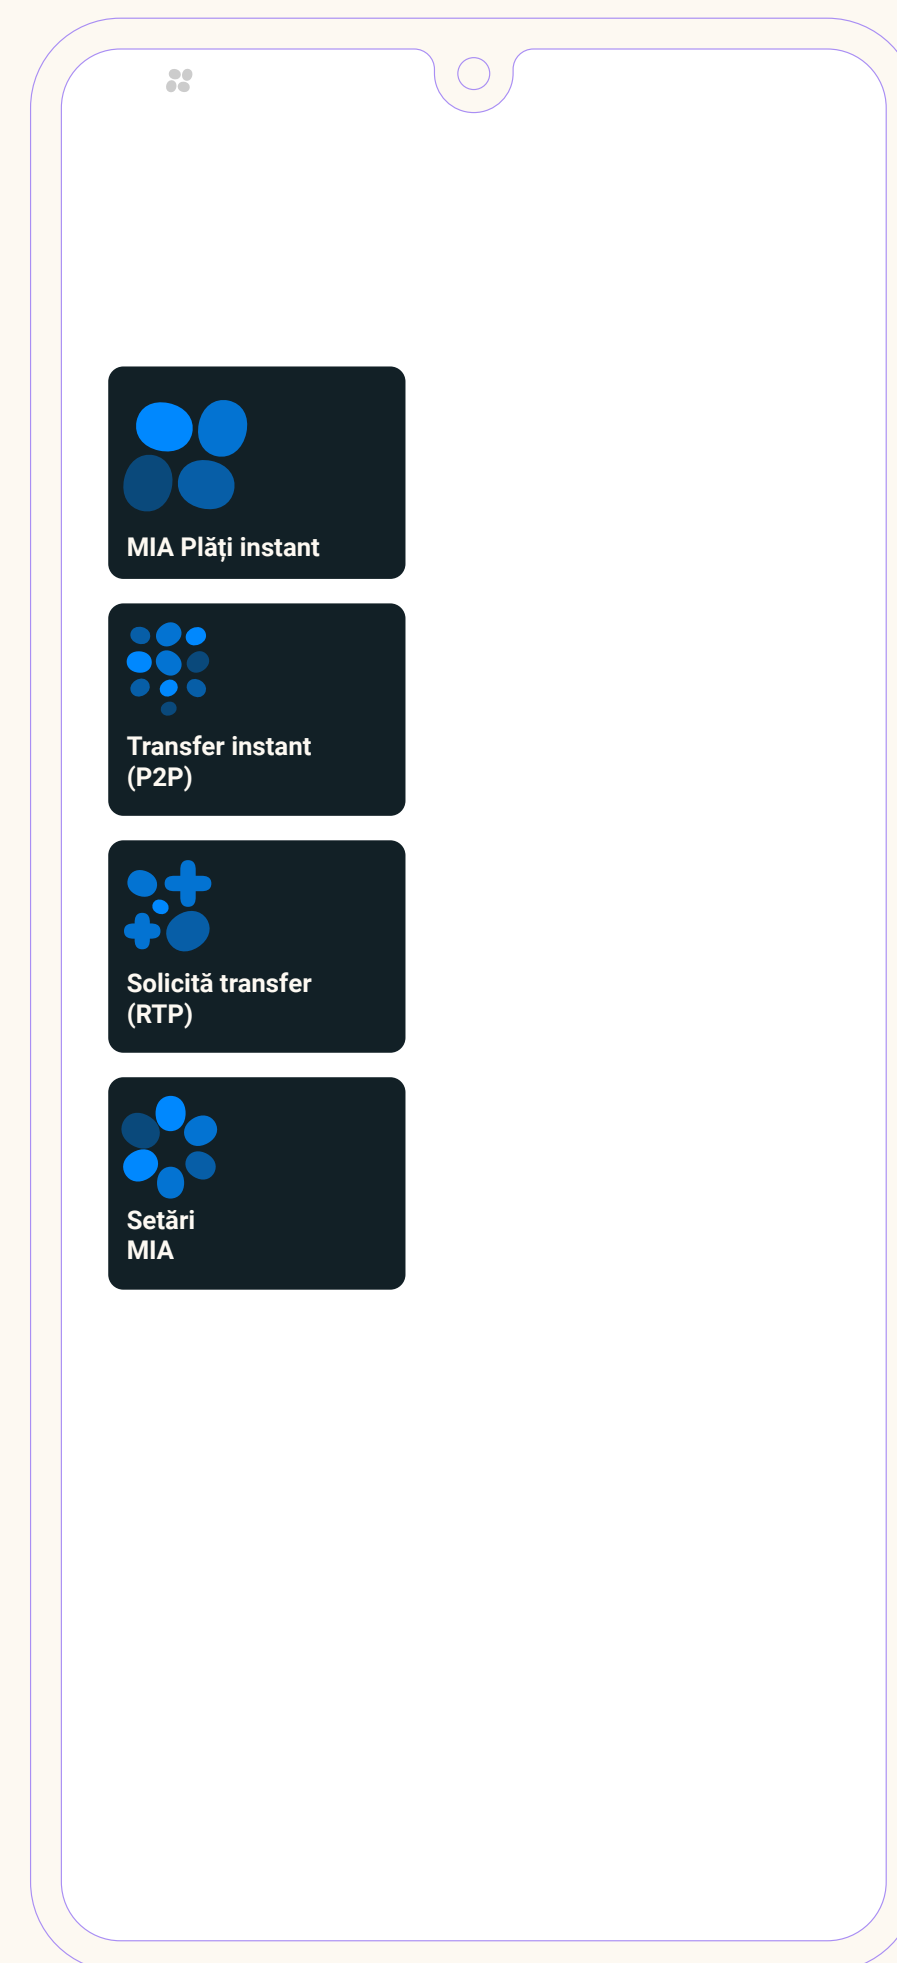 MIA Plăți instant
Transfer instant
(P2P)
Solicită transfer
(RTP)
Setări
MIA